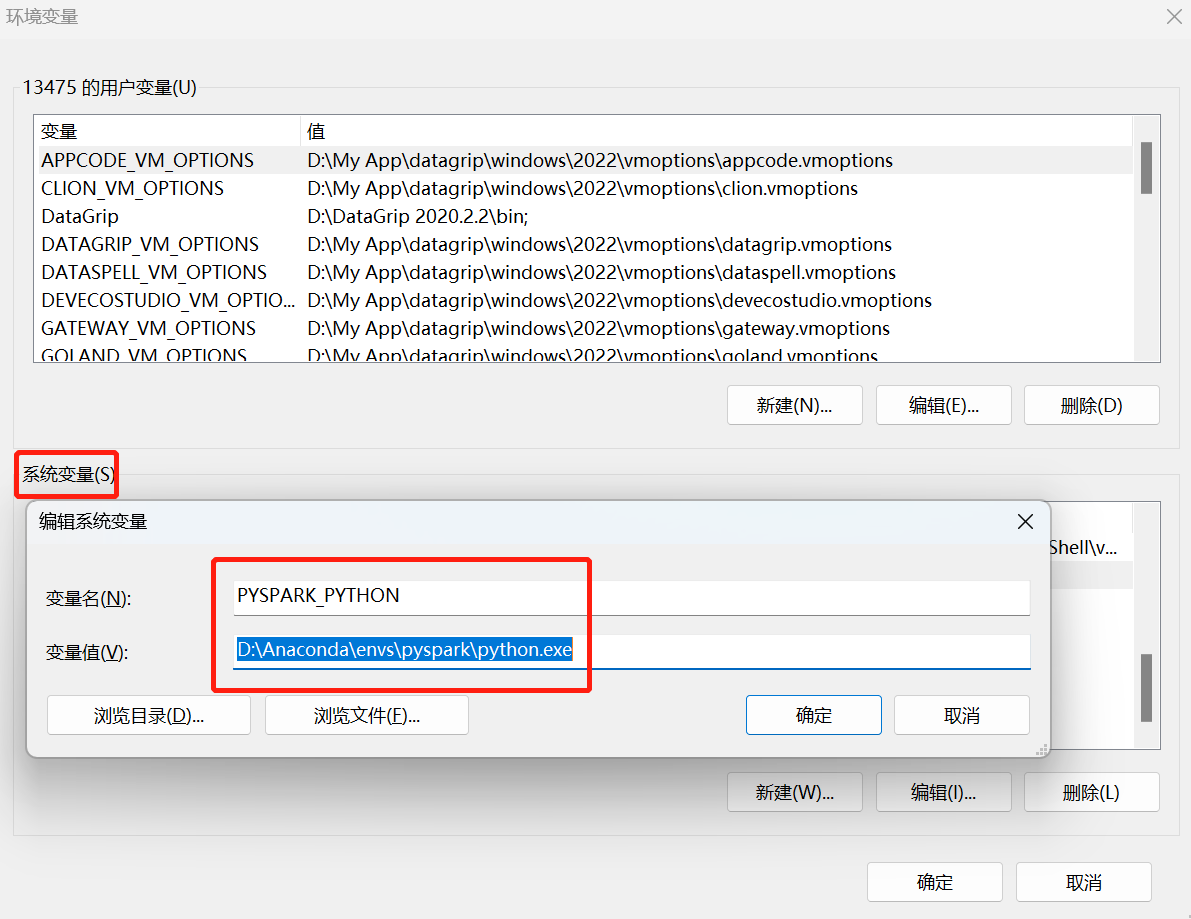 环境变量
13475 的用户变量(U)
变量 值
APPCODE_VM_OPTIONS D:\My App\datagrip\windows\2022\vmoptions\appcode.vmoptions
CLION_VM_OPTIONS D:\My App\datagrip\windows\2022\vmoptions\clion.vmoptions
DataGrip D:\DataGrip 2020.2.2\bin;
DATAGRIP_VM_OPTIONS D:\My App\datagrip\windows\2022\vmoptions\datagrip.vmoptions
DATASPELL_VM_OPTIONS D:\My App\datagrip\windows\2022\vmoptions\dataspell.vmoptions
DEVECOSTUDIO_VM_OPTIO... D:\My App\datagrip\windows\2022\vmoptions\devecostudio.vmoptions
GATEWAY_VM_OPTIONS D:\My App\datagrip\windows\2022\vmoptions\gateway.vmoptions
GOLAND_VM_OPTIONS D:\My App\datagrip\windows\2022\vmoptions\goland.vmoptions
新建(N)... 编辑(E)... 删除(D)
系统变量(S)
编辑系统变量
Shell\v...
变量名(N): PYSPARK_PYTHON
变量值(V): D:\Anaconda\envs\pyspark\python.exe
浏览目录(D)... 浏览文件(F)... 确定 取消
新建(W)... 编辑(I)... 删除(L)
确定 取消